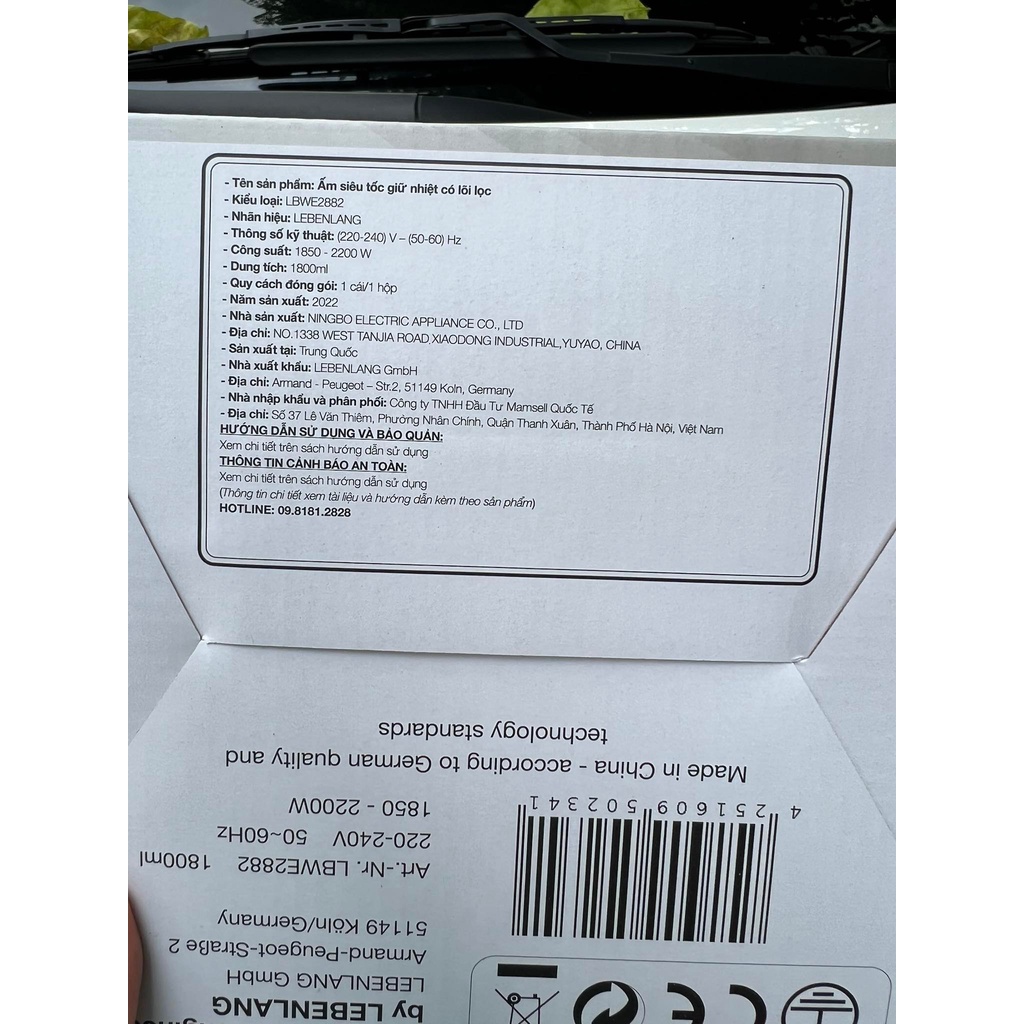 - Tên sản phẩm: Ấm siêu tốc giữ nhiệt có lõi lọc
- Kiểu loại: LBWE2882
- Nhãn hiệu: LEBENLANG
- Thông số kỹ thuật: (220-240) V – (50-60) Hz
- Công suất: 1850 - 2200 W
- Dung tích: 1800ml
- Quy cách đóng gói: 1 cái/1 hộp
- Năm sản xuất: 2022
- Nhà sản xuất: NINGBO ELECTRIC APPLIANCE CO., LTD
- Địa chỉ: NO.1338 WEST TANJIA ROAD XIAODONG INDUSTRIAL,YUYAO, CHINA
- Sản xuất tại: Trung Quốc
- Nhà xuất khẩu: LEBENLANG GmbH
- Địa chỉ: Armand - Peugeot – Str.2, 51149 Koln, Germany
- Nhà nhập khẩu và phân phối: Công ty TNHH Đầu Tư Mamsell Quốc Tế
- Địa chỉ: Số 37 Lê Văn Thiêm, Phường Nhân Chính, Quận Thanh Xuân, Thành Phố Hà Nội, Việt Nam
HƯỚNG DẪN SỬ DỤNG VÀ BẢO QUẢN:
Xem chi tiết trên sách hướng dẫn sử dụng
THÔNG TIN CẢNH BÁO AN TOÀN:
Xem chi tiết trên sách hướng dẫn sử dụng
(Thông tin chi tiết xem tài liệu và hướng dẫn kèm theo sản phẩm)
HOTLINE: 09.8181.2828
by LEBENLANG
LEBENLANG GmbH
Armand-Peugeot-Straße 2
51149 Köln/Germany
Art.-Nr. LBWE2882 1800ml
220-240V 50~60Hz
1850 - 2200W
4 251609 502341
Made in China - according to German quality and
technology standards